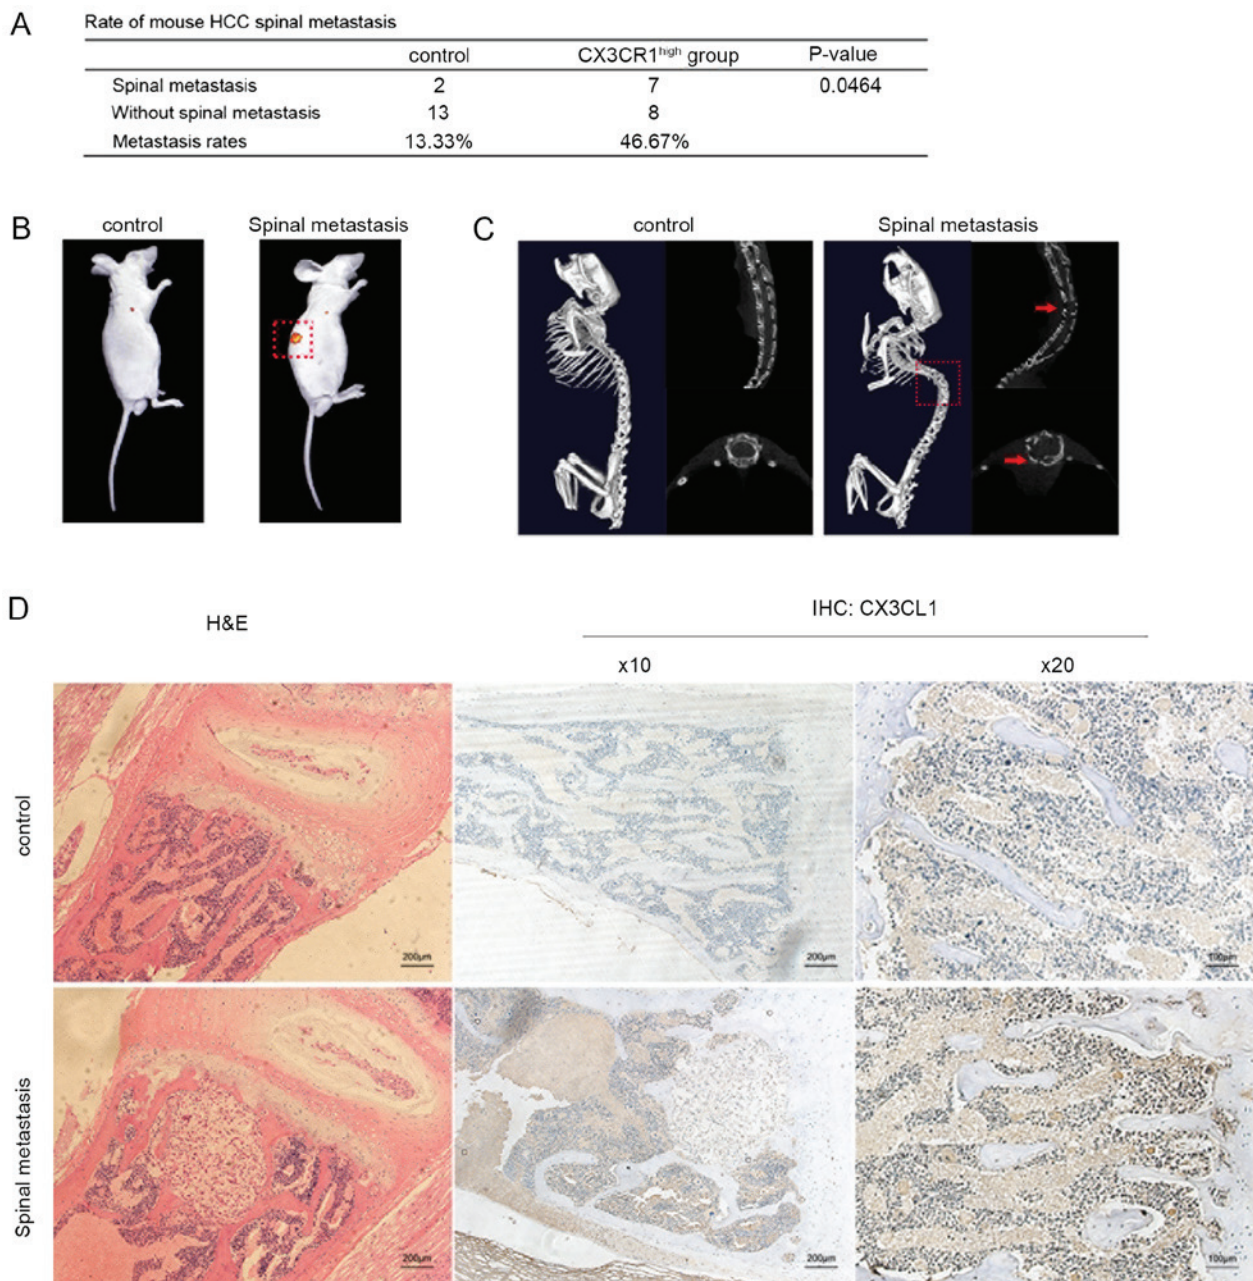 A
Rate of mouse HCC spinal metastasis
control CX3CR1high group P-value
Spinal metastasis 2 7 0.0464
Without spinal metastasis 13 8
Metastasis rates 13.33% 46.67%
B
control Spinal metastasis
C
control Spinal metastasis
D
H&E
IHC: CX3CL1
x10 x20
control
200μm 200μm 100μm
Spinal metastasis
200μm 200μm 100μm